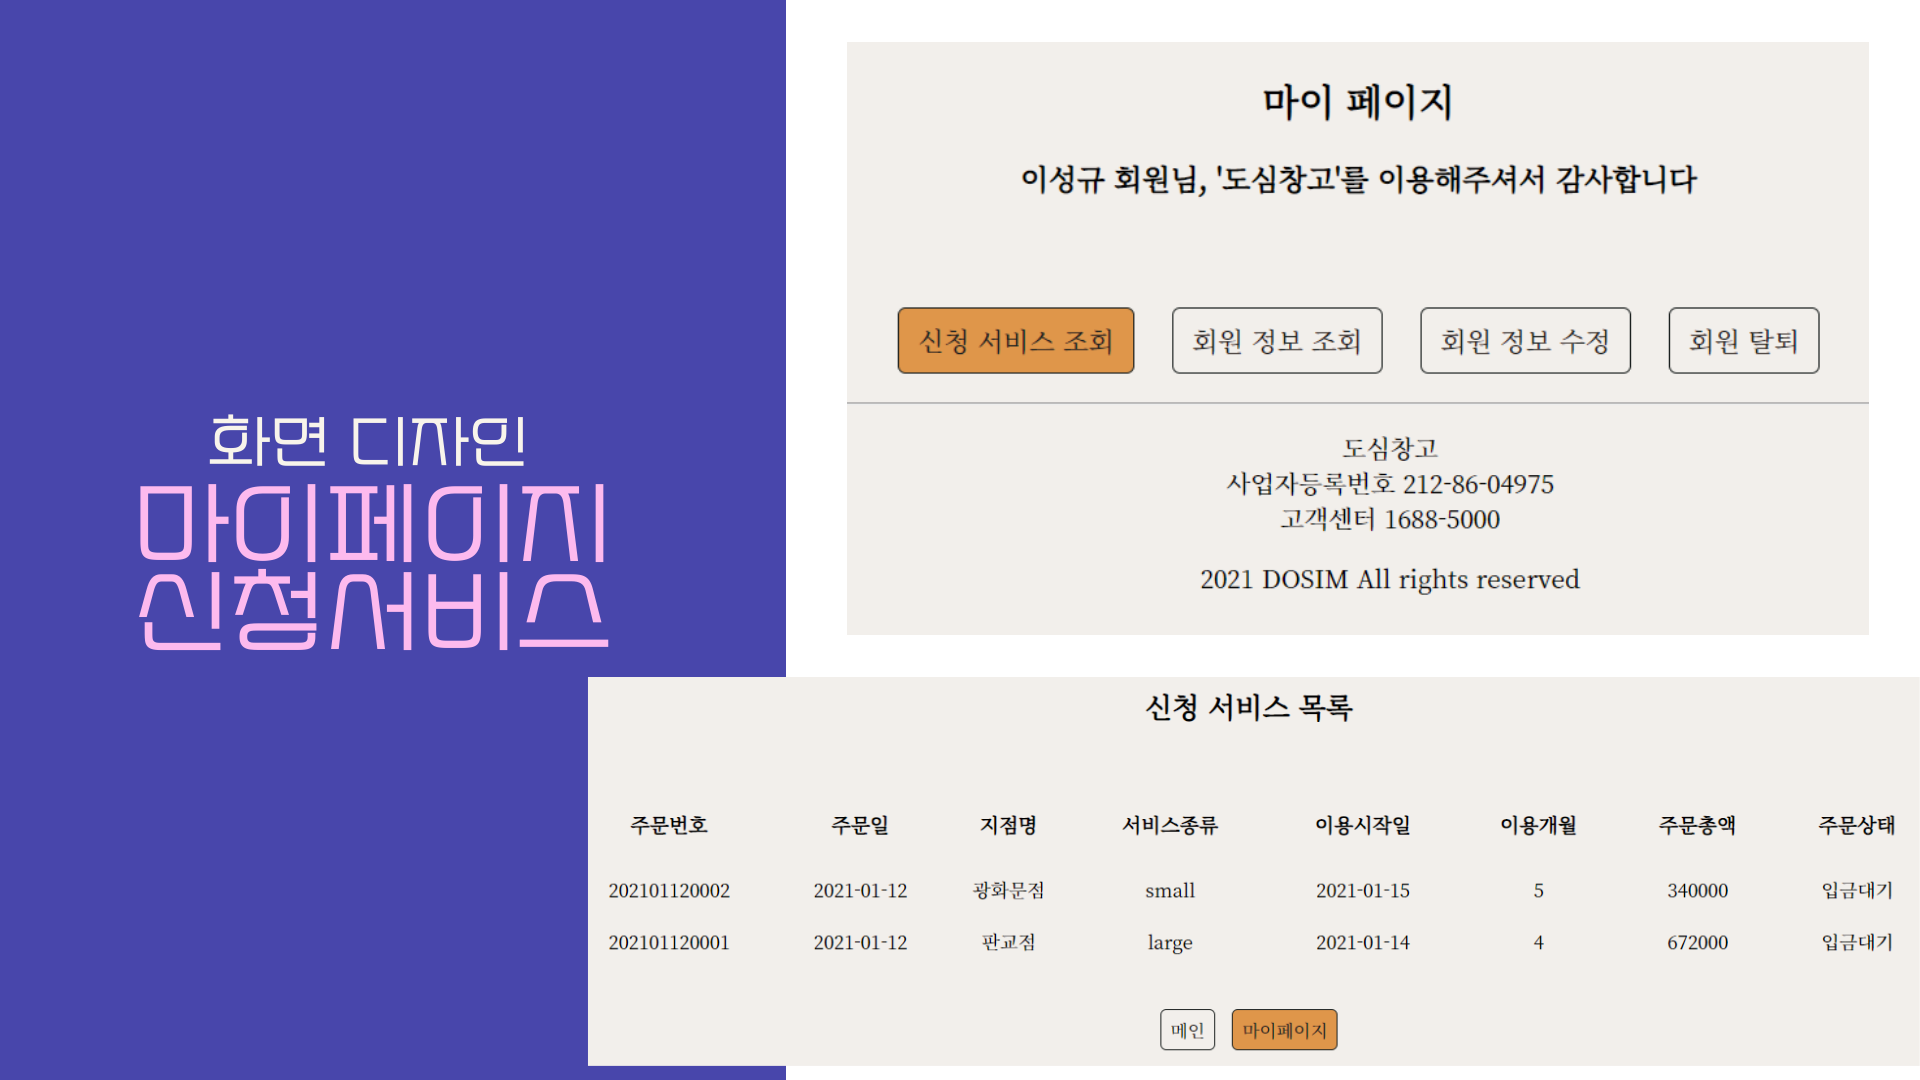 화면 디자인
마이페이지
신청서비스
마이 페이지
이성규 회원님, '도심창고'를 이용해주셔서 감사합니다
신청 서비스 조회 회원 정보 조회 회원 정보 수정 회원 탈퇴
도심창고
사업자등록번호 212-86-04975
고객센터 1688-5000
2021 DOSIM All rights reserved
신청 서비스 목록
주문번호 주문일 지점명 서비스종류 이용시작일 이용개월 주문총액 주문상태
202101120002 2021-01-12 광화문점 small 2021-01-15 5 340000 입금대기
202101120001 2021-01-12 판교점 large 2021-01-14 4 672000 입금대기
메인 마이페이지